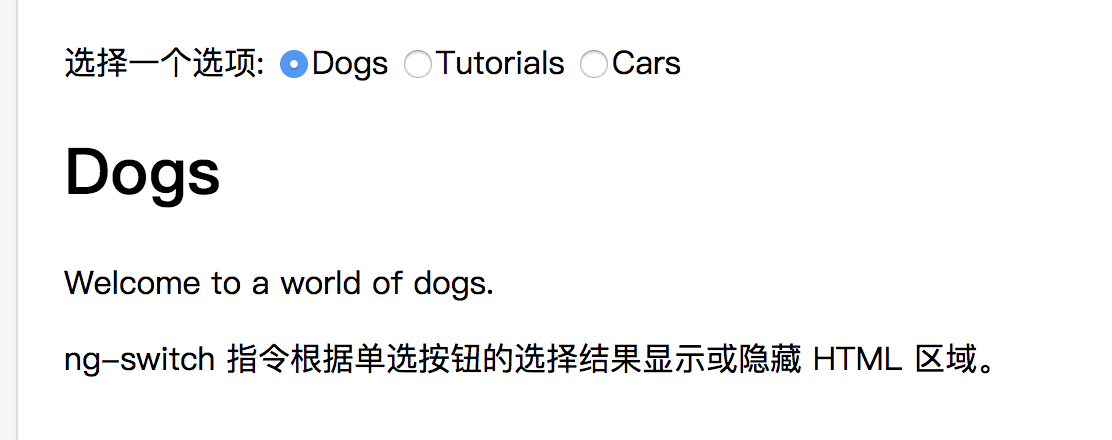 选择一个选项: Dogs Tutorials Cars
Dogs
Welcome to a world of dogs.
ng-switch 指令根据单选按钮的选择结果显示或隐藏 HTML 区域。